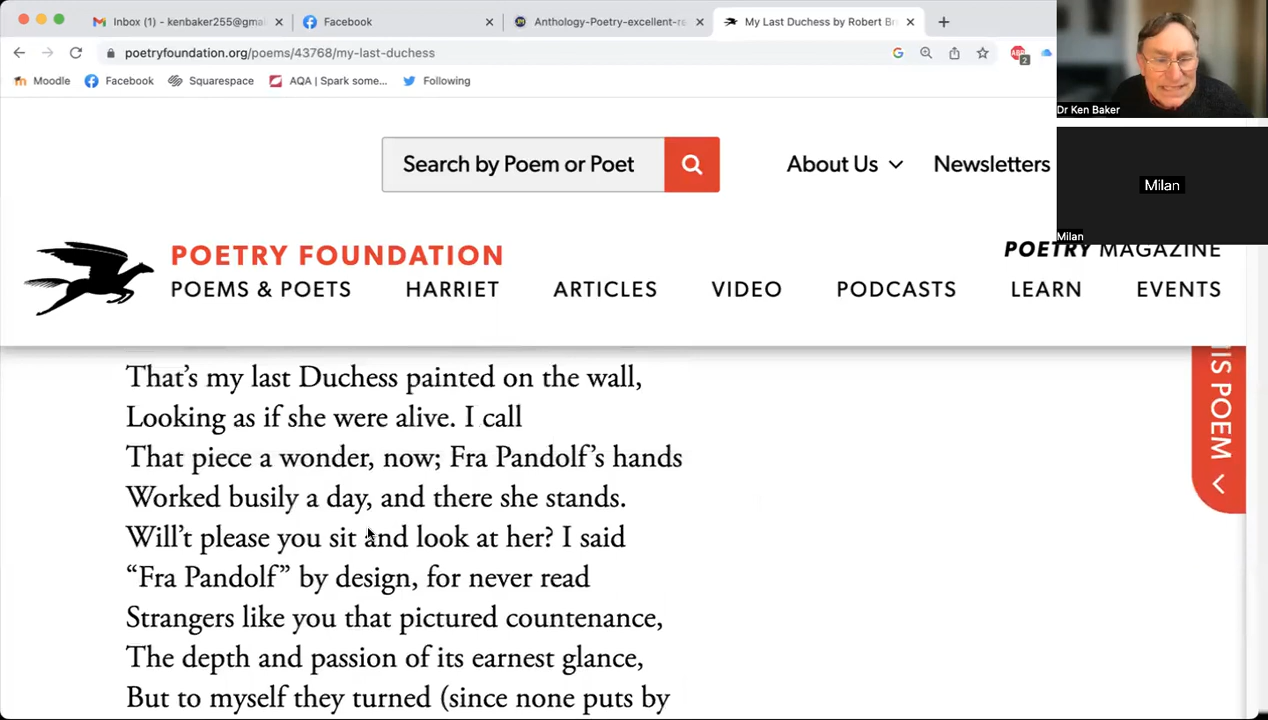 Inbox (1) - kenbaker255@gma
Facebook
Anthology-Poetry-excellent-re
My Last Duchess by Robert Br
poetryfoundation.org/poems/43768/my-last-duchess
Moodle
Facebook
Squarespace
AQA | Spark some...
Following
ABP
2
Dr Ken Baker
Milan
Milan
Search by Poem or Poet
About Us
Newsletters
POETRY FOUNDATION
POETRY MAGAZINE
POEMS & POETS
HARRIET
ARTICLES
VIDEO
PODCASTS
LEARN
EVENTS
IS POEM
That's my last Duchess painted on the wall,
Looking as if she were alive. I call
That piece a wonder, now; Fra Pandolf's hands
Worked busily a day, and there she stands.
Will't please you sit and look at her? I said
“Fra Pandolf” by design, for never read
Strangers like you that pictured countenance,
The depth and passion of its earnest glance,
But to myself they turned (since none puts by